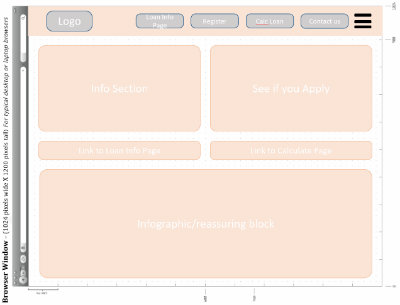 Logo
Loan Info
Page
Register
Calc Loan
Contact us
Info Section
See if you Apply
Link to Loan Info Page
Link to Calculate Page
Infographic/reassuring block
Browser Window - (1024 pixels wide X 1200 pixels tall) for typical desktop or laptop browsers